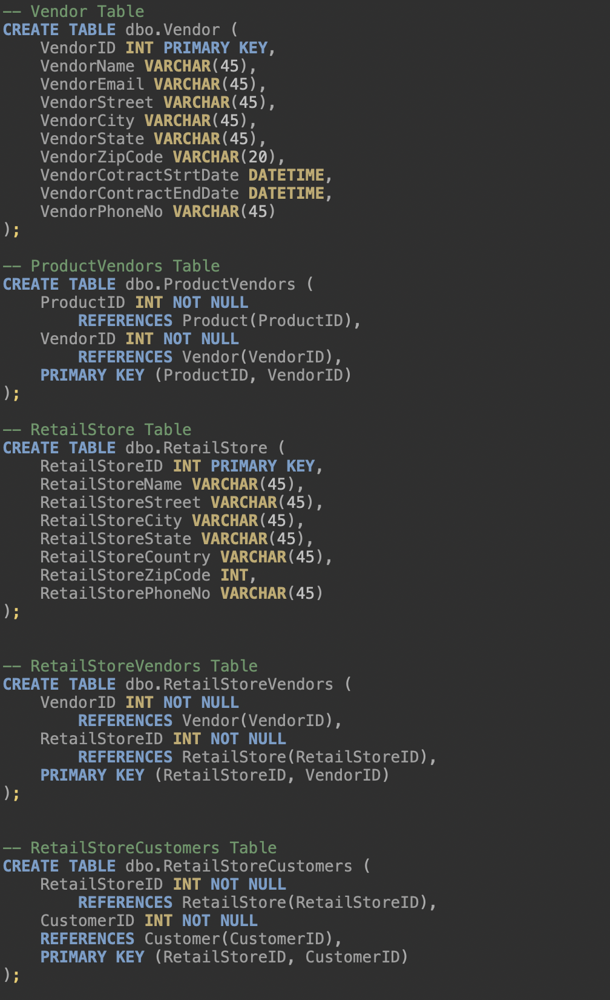 -- Vendor Table
CREATE TABLE dbo.Vendor (
    VendorID INT PRIMARY KEY,
    VendorName VARCHAR(45),
    VendorEmail VARCHAR(45),
    VendorStreet VARCHAR(45),
    VendorCity VARCHAR(45),
    VendorState VARCHAR(45),
    VendorZipCode VARCHAR(20),
    VendorCotractStrtDate DATETIME,
    VendorContractEndDate DATETIME,
    VendorPhoneNo VARCHAR(45)
);

-- ProductVendors Table
CREATE TABLE dbo.ProductVendors (
    ProductID INT NOT NULL
        REFERENCES Product(ProductID),
    VendorID INT NOT NULL
        REFERENCES Vendor(VendorID),
    PRIMARY KEY (ProductID, VendorID)
);

-- RetailStore Table
CREATE TABLE dbo.RetailStore (
    RetailStoreID INT PRIMARY KEY,
    RetailStoreName VARCHAR(45),
    RetailStoreStreet VARCHAR(45),
    RetailStoreCity VARCHAR(45),
    RetailStoreState VARCHAR(45),
    RetailStoreCountry VARCHAR(45),
    RetailStoreZipCode INT,
    RetailStorePhoneNo VARCHAR(45)
);

-- RetailStoreVendors Table
CREATE TABLE dbo.RetailStoreVendors (
    VendorID INT NOT NULL
        REFERENCES Vendor(VendorID),
    RetailStoreID INT NOT NULL
        REFERENCES RetailStore(RetailStoreID),
    PRIMARY KEY (RetailStoreID, VendorID)
);

-- RetailStoreCustomers Table
CREATE TABLE dbo.RetailStoreCustomers (
    RetailStoreID INT NOT NULL
        REFERENCES RetailStore(RetailStoreID),
    CustomerID INT NOT NULL
    REFERENCES Customer(CustomerID),
    PRIMARY KEY (RetailStoreID, CustomerID)
);